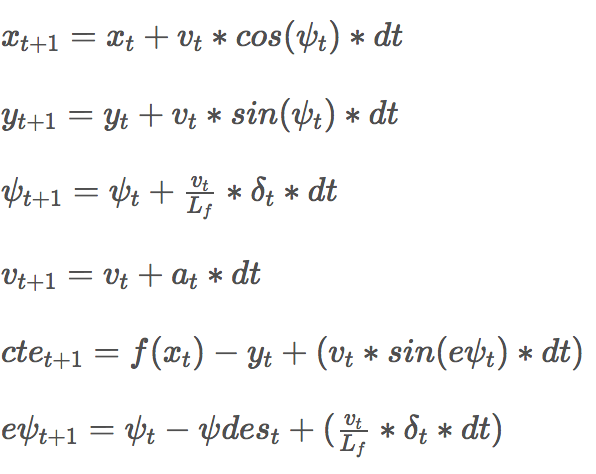 x_{t+1} = x_t + v_t * cos(ψ_t) * dt
y_{t+1} = y_t + v_t * sin(ψ_t) * dt
ψ_{t+1} = ψ_t + \frac{v_t}{L_f} * δ_t * dt
v_{t+1} = v_t + a_t * dt
cte_{t+1} = f(x_t) − y_t + (v_t * sin(eψ_t) * dt)
eψ_{t+1} = ψ_t − ψdes_t + (\frac{v_t}{L_f} * δ_t * dt)